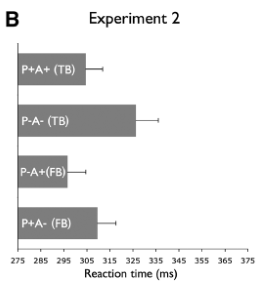 B
Experiment 2
P+A+ (TB)
P-A- (TB)
P-A+(FB)
P+A- (FB)
275 285 295 305 315 325 335 345 355 365 375
Reaction time (ms)